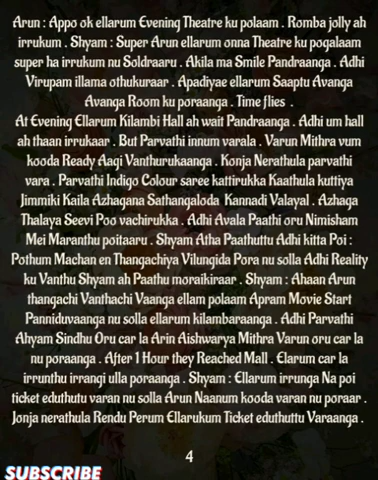 Arun : Appo ok ellarum Evening Theatre ku polaam . Romba jolly ah
irrukum . Shyam : Super Arun ellarum onna Theatre ku pogalaam
super ha irrukum nu Soldraaru . Akila ma Smile Pandraanga . Adhi
Virupam illama othukuraar . Apadiyae ellarum Saaptu Avanga
Avanga Room ku poraanga . Time flies .
At Evening Ellarum Kilambi Hall ah wait Pandraanga . Adhi um hall
ah thaan irrukaar . But Parvathi innum varala . Varun Mithra vum
kooda Ready Aagi Vanthurukaanga . Konja Nerathula parvathi
vara . Parvathi Indigo Colour saree kattirukka Kaathula kuttiya
Jimmiki Kaila Azhagana Sathangaloda Kannadi Valayal . Azhaga
Thalaya Seevi Poo vachirukka . Adhi Avala Paathi oru Nimisham
Mei Maranthu poitaaru . Shyam Atha Paathuttu Adhi kitta Poi :
Pothum Machan en Thangachiya Vilungida Pora nu solla Adhi Reality
ku Vanthu Shyam ah Paathu moraikiraar . Shyam : Ahaan Arun
thangachi Vanthachi Vaanga ellam polaam Apram Movie Start
Panniduvaanga nu solla ellarum kilambaraanga . Adhi Parvathi
Ahyam Sindhu Oru car la Arin Aishwarya Mithra Varun oru car la
nu poraanga . After 1 Hour they Reached Mall . Elarum car la
irrunthu irrangi ulla poraanga . Shyam : Ellarum irrunga Na poi
ticket eduthutu varan nu solla Arun Naanum kooda varan nu poraar .
Jonja nerathula Rendu Perum Ellarukum Ticket eduthuttu Varaanga .
4
SUBSCRIBE